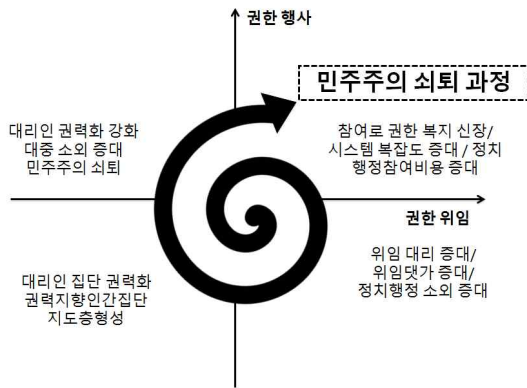 권한 행사
민주주의 쇠퇴 과정
대리인 권력화 강화
대중 소외 증대
민주주의 쇠퇴
참여로 권한 복지 신장/
시스템 복잡도 증대 / 정치
행정참여비용 증대
권한 위임
대리인 집단 권력화
권력지향인간집단
지도층형성
위임 대리 증대/
위임댓가 증대/
정치행정 소외 증대